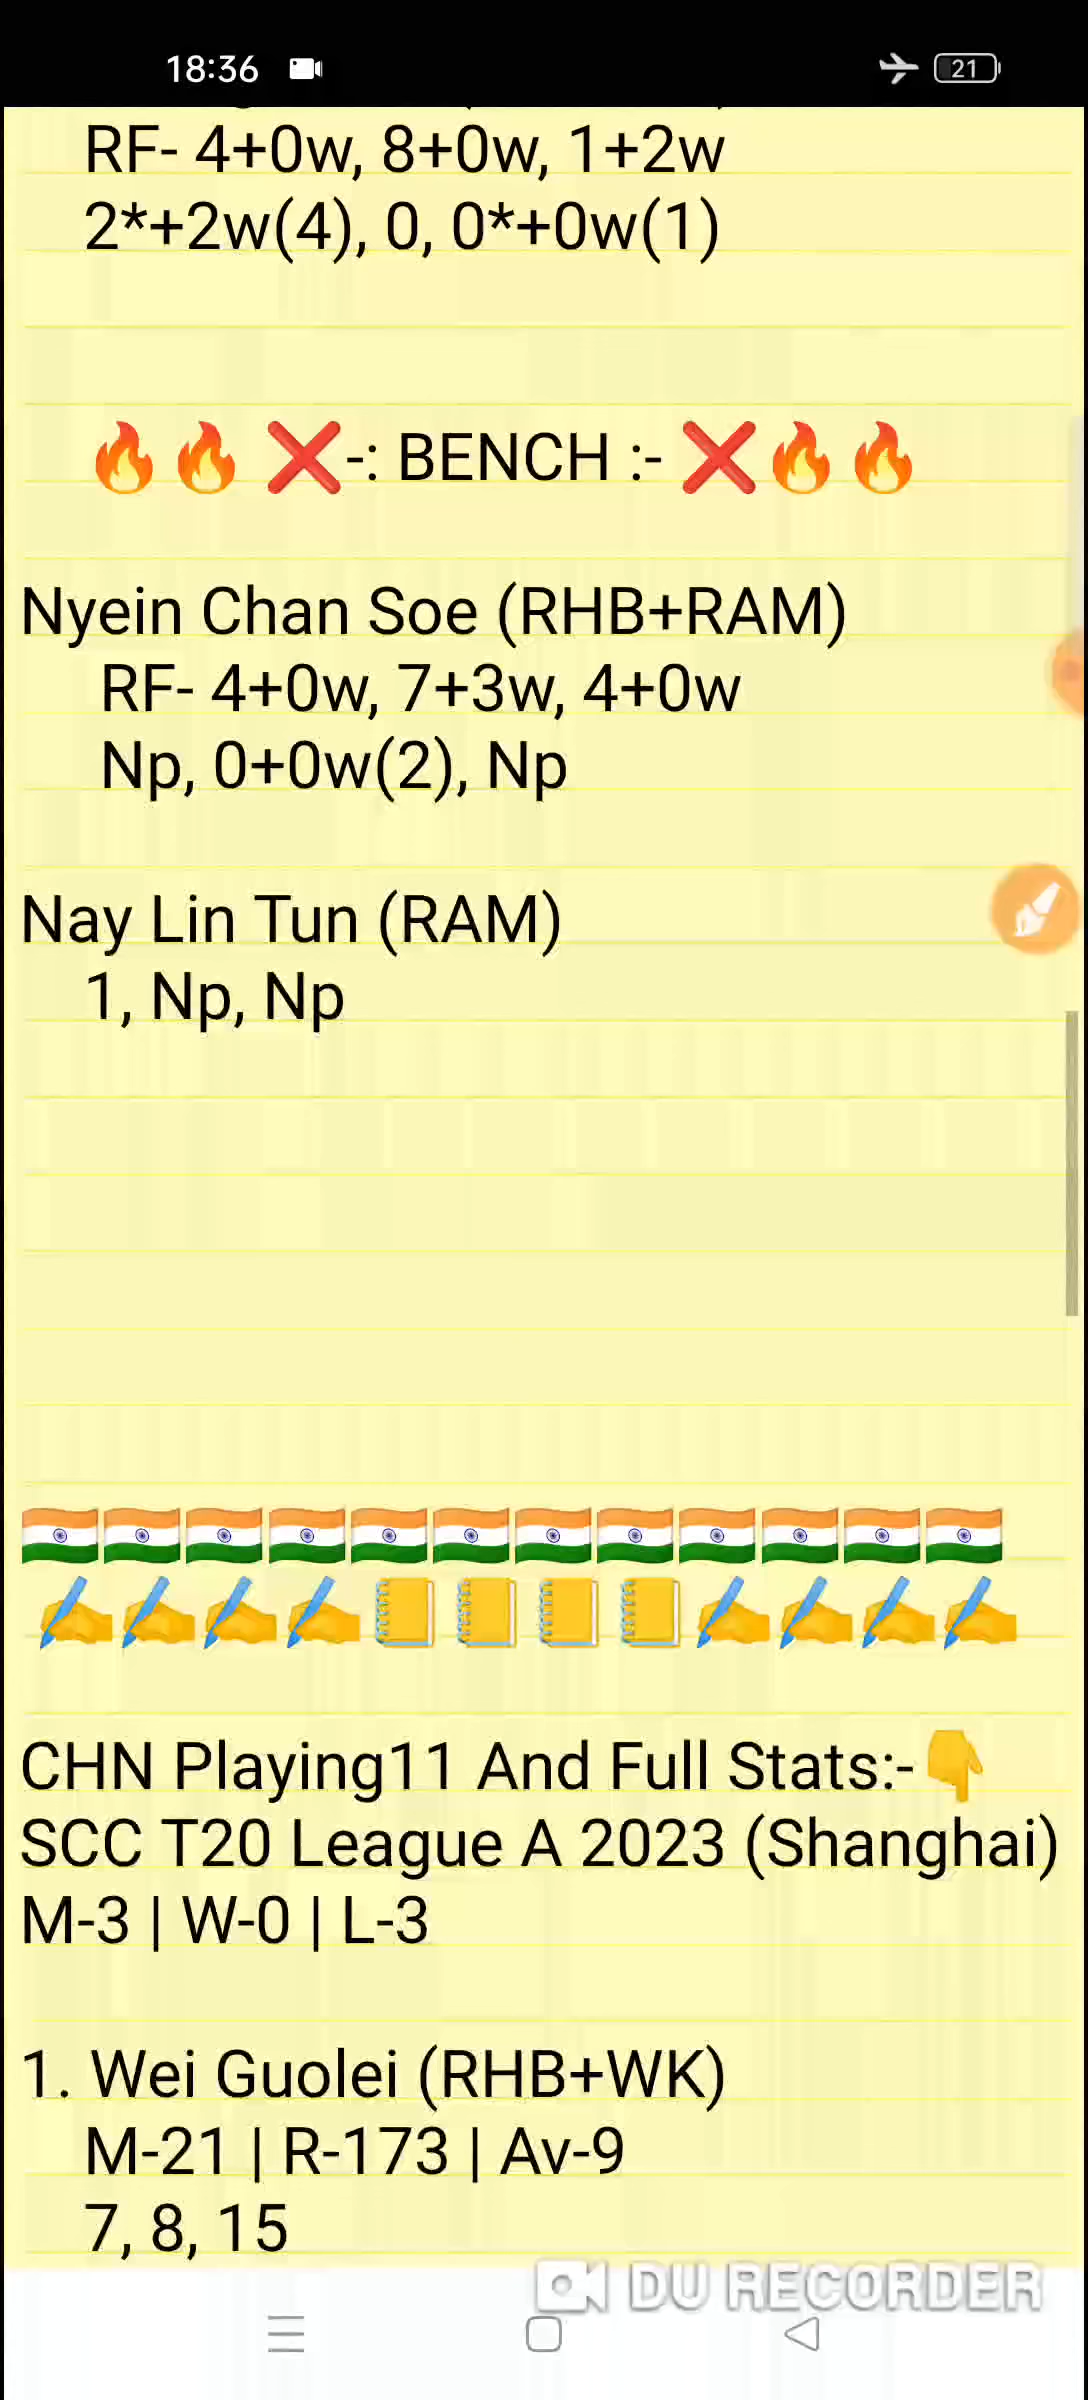 18:36
21
RF- 4+0w, 8+0w, 1+2w
2*+2w(4), 0, 0*+0w(1)
🔥🔥❌-: BENCH :- ❌🔥🔥
Nyein Chan Soe (RHB+RAM)
RF- 4+0w, 7+3w, 4+0w
Np, 0+0w(2), Np
Nay Lin Tun (RAM)
1, Np, Np
🇮🇳🇮🇳🇮🇳🇮🇳🇮🇳🇮🇳🇮🇳🇮🇳🇮🇳🇮🇳🇮🇳🇮🇳
✍️✍️✍️✍️📒📒📒📒✍️✍️✍️✍️
CHN Playing11 And Full Stats:-👇
SCC T20 League A 2023 (Shanghai)
M-3 | W-0 | L-3
1. Wei Guolei (RHB+WK)
M-21 | R-173 | Av-9
7, 8, 15
DU RECORDER